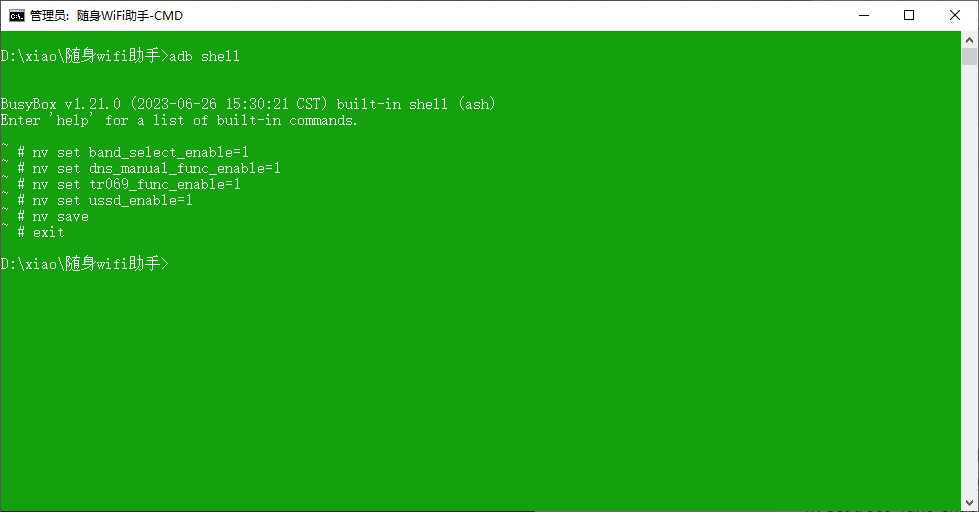 管理员: 随身WiFi助手-CMD
D:\xiao\随身wifi助手>adb shell
BusyBox v1.21.0 (2023-06-26 15:30:21 CST) built-in shell (ash)
Enter 'help' for a list of built-in commands.
~ # nv set band_select_enable=1
~ # nv set dns_manual_func_enable=1
~ # nv set tr069_func_enable=1
~ # nv set ussd_enable=1
~ # nv save
~ # exit
D:\xiao\随身wifi助手>